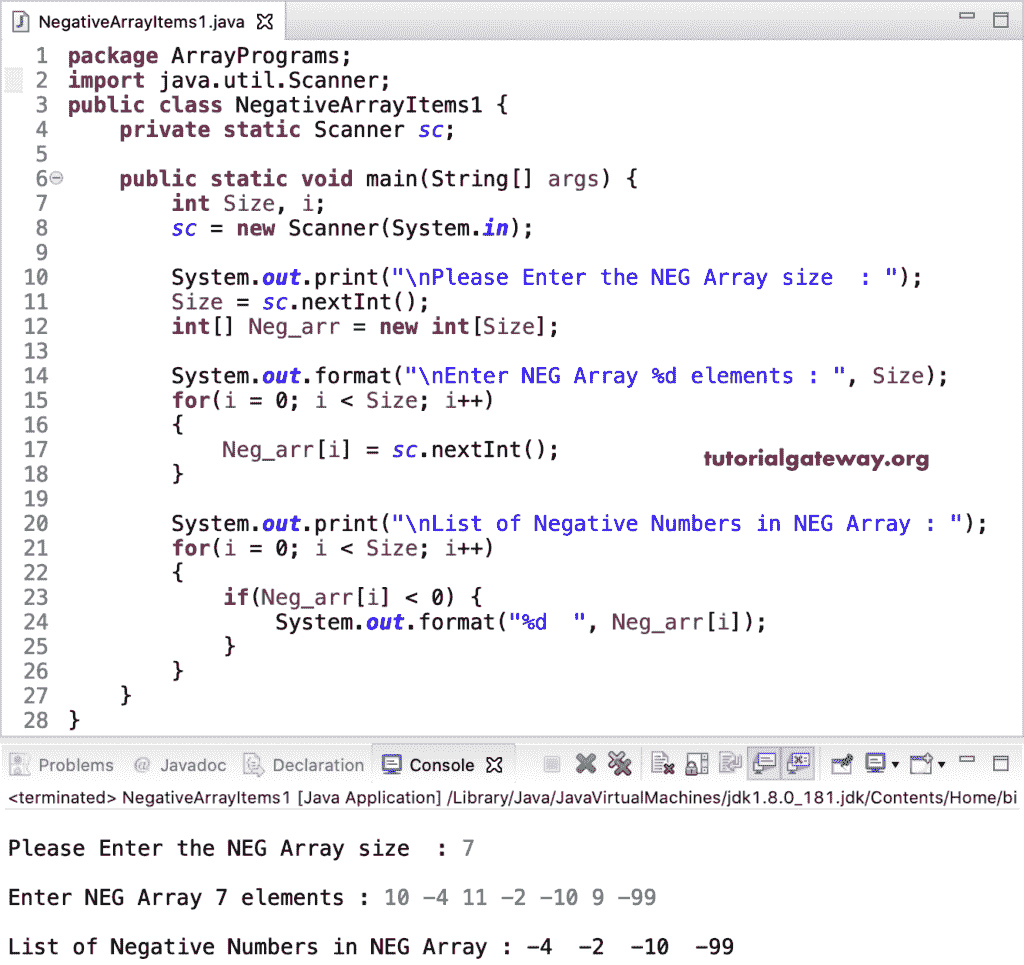 NegativeArrayItems1.java
1 package ArrayPrograms;
2 import java.util.Scanner;
3 public class NegativeArrayItems1 {
4     private static Scanner sc;
5
6     public static void main(String[] args) {
7         int Size, i;
8         sc = new Scanner(System.in);
9
10         System.out.print("\nPlease Enter the NEG Array size  : ");
11         Size = sc.nextInt();
12         int[] Neg_arr = new int[Size];
13
14         System.out.format("\nEnter NEG Array %d elements : ", Size);
15         for(i = 0; i < Size; i++)
16         {
17             Neg_arr[i] = sc.nextInt();
tutorialgateway.org
18         }
19
20         System.out.print("\nList of Negative Numbers in NEG Array : ");
21         for(i = 0; i < Size; i++)
22         {
23             if(Neg_arr[i] < 0) {
24                 System.out.format("%d  ", Neg_arr[i]);
25             }
26         }
27     }
28 }
Problems @ Javadoc Declaration Console
<terminated> NegativeArrayItems1 [Java Application] /Library/Java/JavaVirtualMachines/jdk1.8.0_181.jdk/Contents/Home/bi
Please Enter the NEG Array size  : 7
Enter NEG Array 7 elements : 10 -4 11 -2 -10 9 -99
List of Negative Numbers in NEG Array : -4  -2  -10  -99